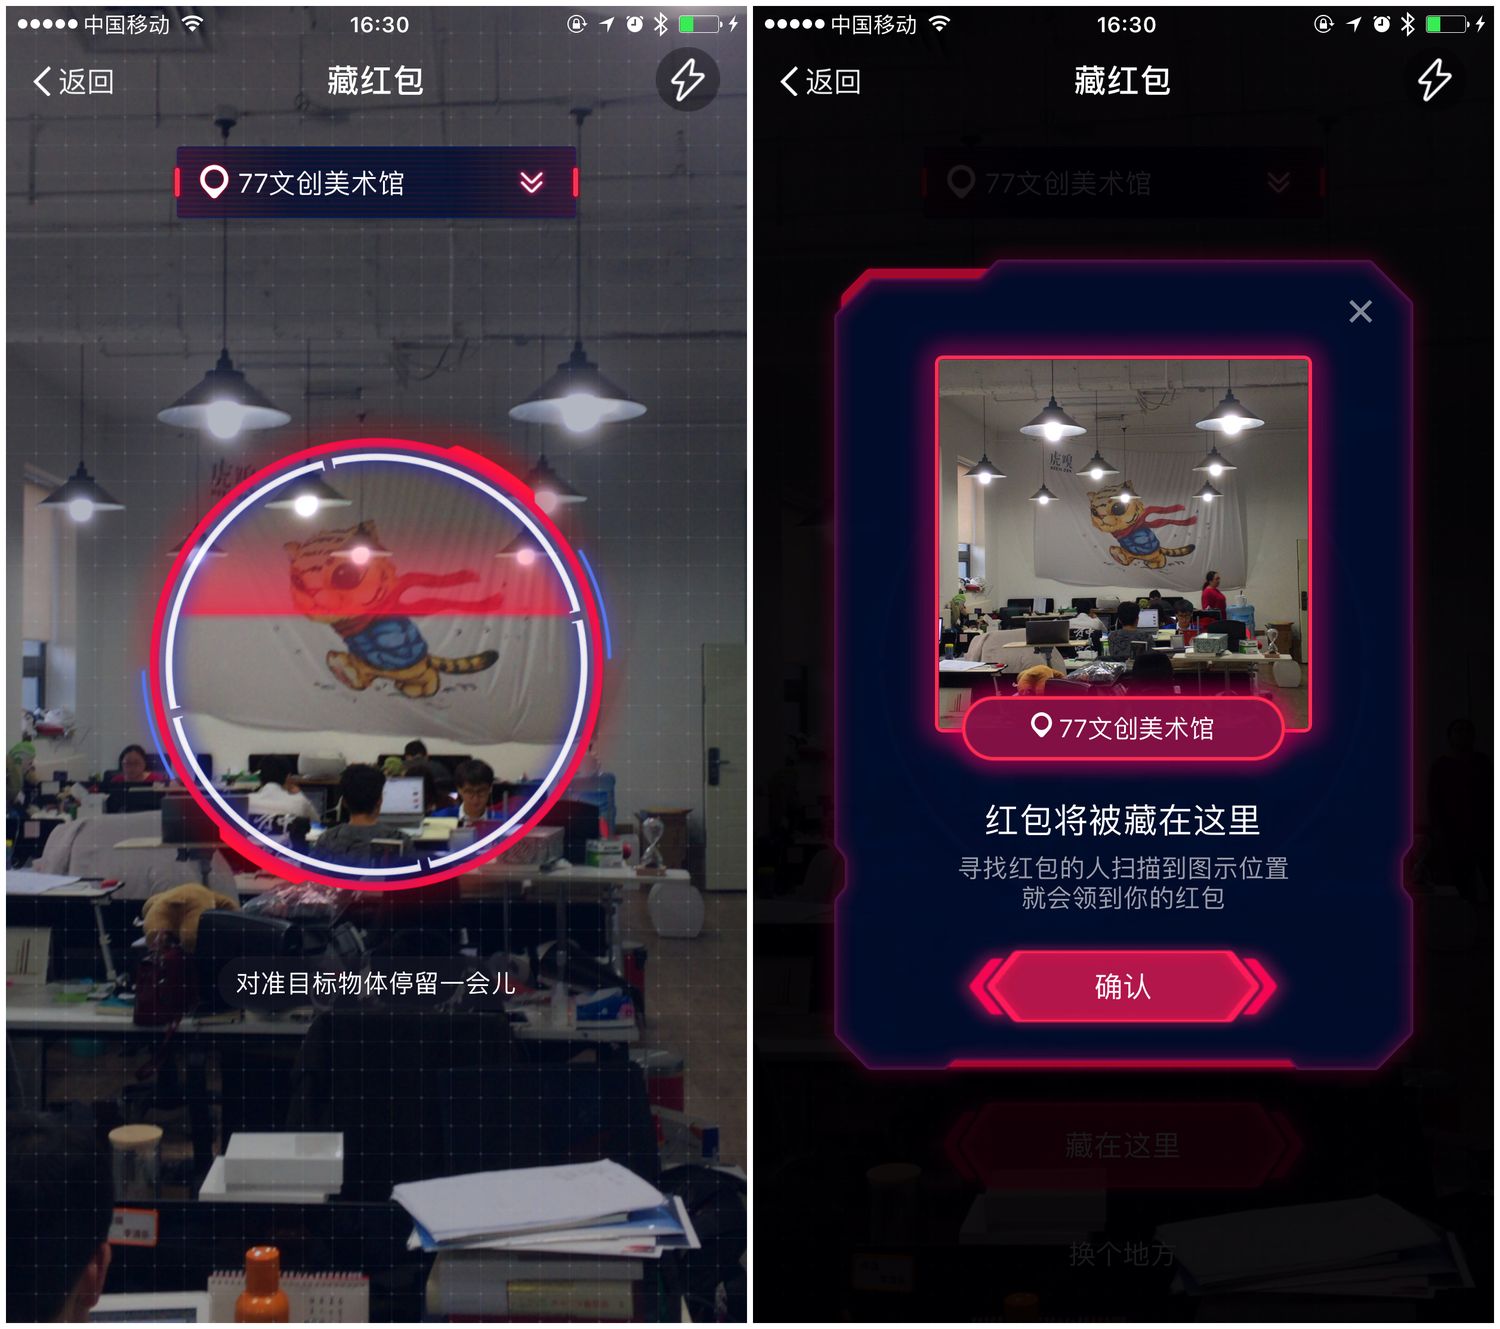 中国移动
16:30
返回
藏红包
77文创美术馆
虎嗅
对准目标物体停留一会儿
中国移动
16:30
返回
藏红包
77文创美术馆
虎嗅
77文创美术馆
红包将被藏在这里
寻找红包的人扫描到图示位置
就会领到你的红包
确认
藏在这里
换个地方